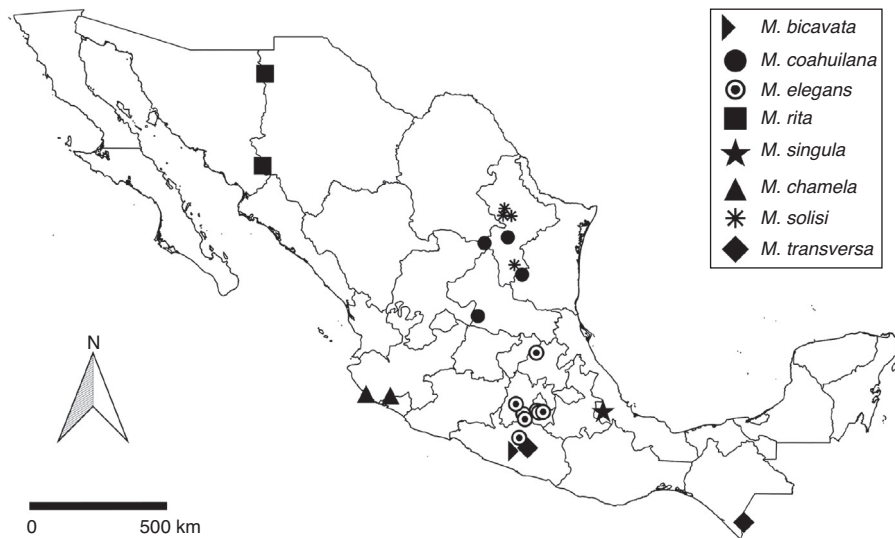 M. bicavata
M. coahuilana
M. elegans
M. rita
M. singula
M. chamela
M. solisi
M. transversa
N
0 500 km